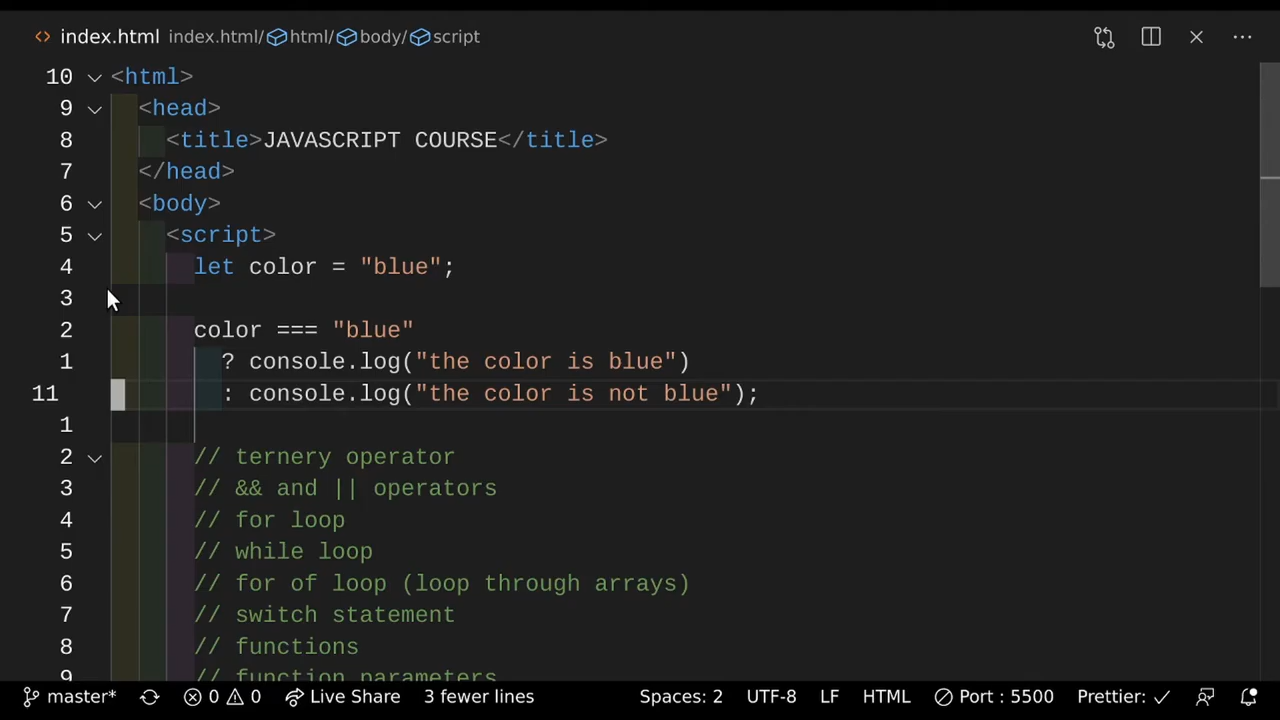 <> index.html index.html/html/body/script
10 <html>
9 <head>
8 <title>JAVASCRIPT COURSE</title>
7 </head>
6 <body>
5 <script>
4 let color = "blue";
3
2 color === "blue"
1 ? console.log("the color is blue")
11 : console.log("the color is not blue");
1
2 // ternery operator
3 // && and || operators
4 // for loop
5 // while loop
6 // for of loop (loop through arrays)
7 // switch statement
8 // functions
9 // function parameters
master* 0 0 Live Share 3 fewer lines Spaces: 2 UTF-8 LF HTML Port : 5500 Prettier: ✓